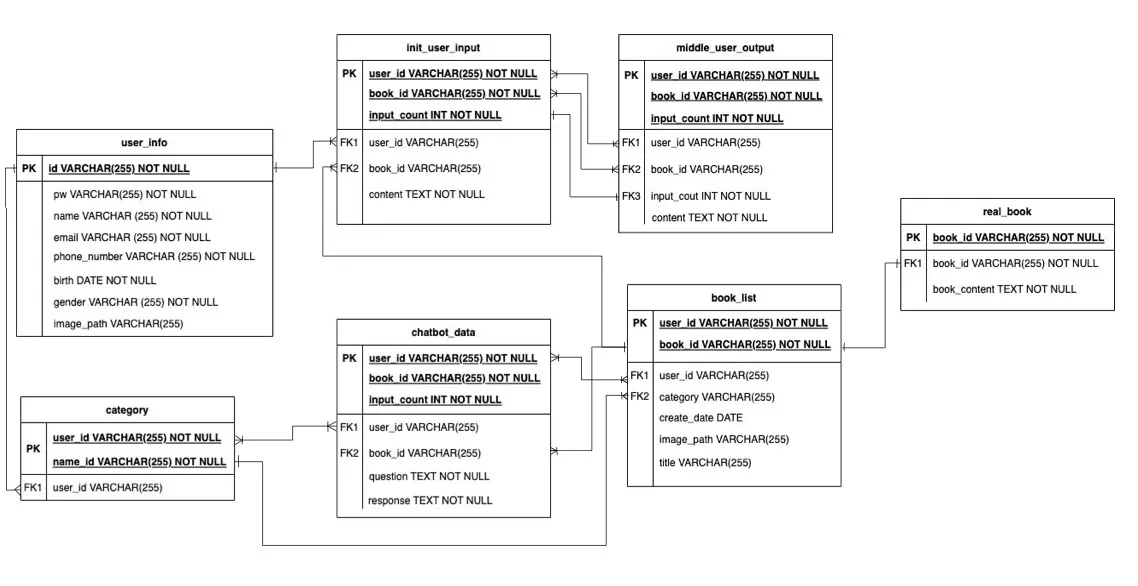 init_user_input
PK
user_id VARCHAR(255) NOT NULL
book_id VARCHAR(255) NOT NULL
input_count INT NOT NULL
FK1 user_id VARCHAR(255)
FK2 book_id VARCHAR(255)
content TEXT NOT NULL
middle_user_output
PK
user_id VARCHAR(255) NOT NULL
book_id VARCHAR(255) NOT NULL
input_count INT NOT NULL
FK1 user_id VARCHAR(255)
FK2 book_id VARCHAR(255)
FK3 input_cout INT NOT NULL
content TEXT NOT NULL
user_info
PK id VARCHAR(255) NOT NULL
pw VARCHAR(255) NOT NULL
name VARCHAR (255) NOT NULL
email VARCHAR (255) NOT NULL
phone_number VARCHAR (255) NOT NULL
birth DATE NOT NULL
gender VARCHAR (255) NOT NULL
image_path VARCHAR(255)
real_book
PK book_id VARCHAR(255) NOT NULL
FK1 book_id VARCHAR(255) NOT NULL
book_content TEXT NOT NULL
book_list
PK user_id VARCHAR(255) NOT NULL
book_id VARCHAR(255) NOT NULL
FK1 user_id VARCHAR(255)
FK2 category VARCHAR(255)
create_date DATE
image_path VARCHAR(255)
title VARCHAR(255)
chatbot_data
PK user_id VARCHAR(255) NOT NULL
book_id VARCHAR(255) NOT NULL
input_count INT NOT NULL
FK1 user_id VARCHAR(255)
FK2 book_id VARCHAR(255)
question TEXT NOT NULL
response TEXT NOT NULL
category
PK
user_id VARCHAR(255) NOT NULL
name_id VARCHAR(255) NOT NULL
FK1 user_id VARCHAR(255)